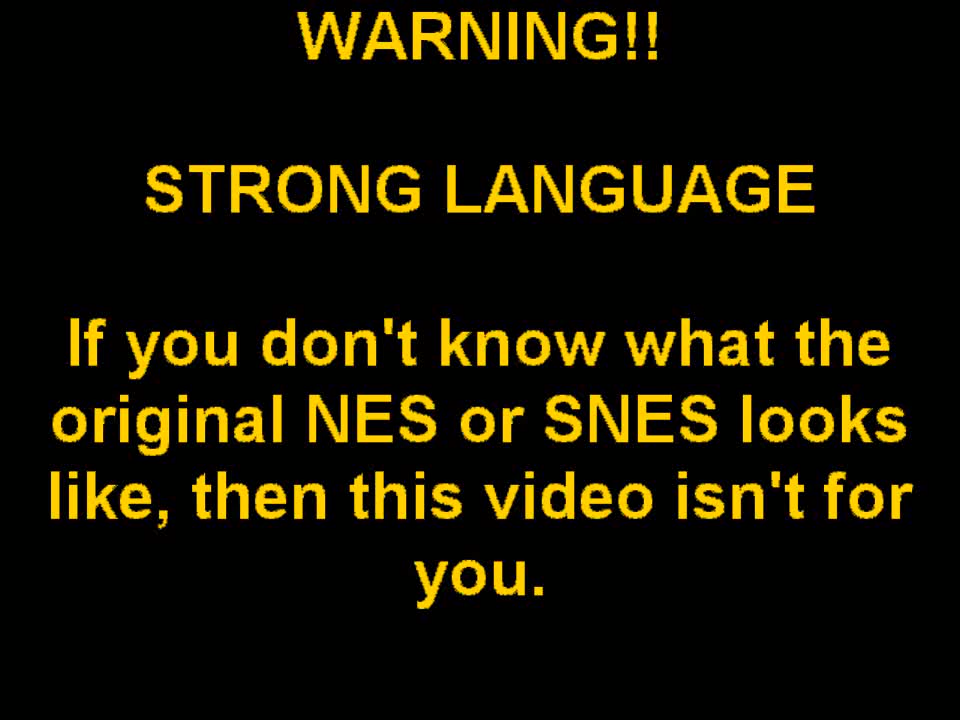 WARNING!!
STRONG LANGUAGE
If you don't know what the
original NES or SNES looks
like, then this video isn't for
you.